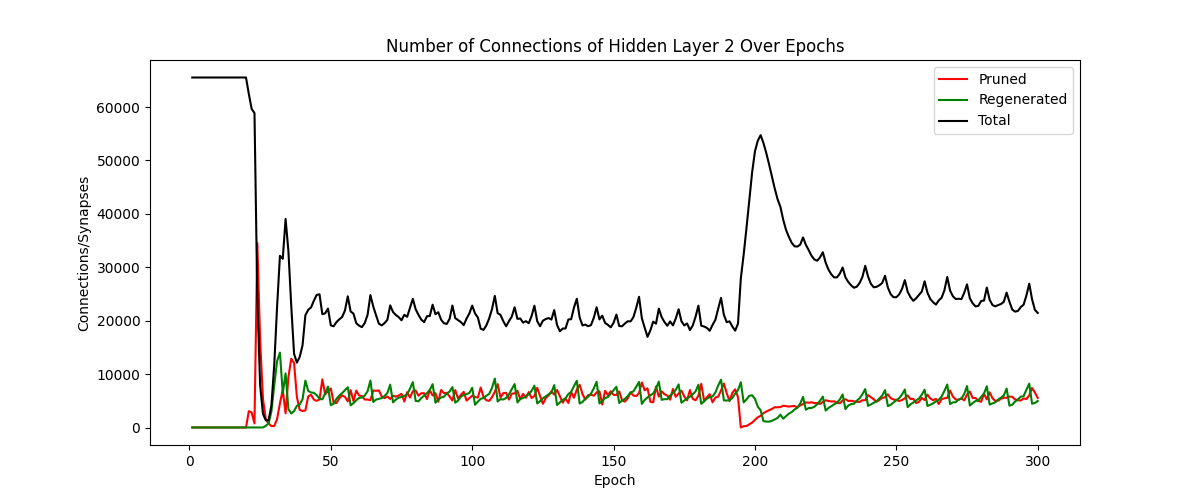 Number of Connections of Hidden Layer 2 Over Epochs
Pruned
Regenerated
Total
Connections/Synapses
60000
50000
40000
30000
20000
10000
0
0 50 100 150 200 250 300
Epoch